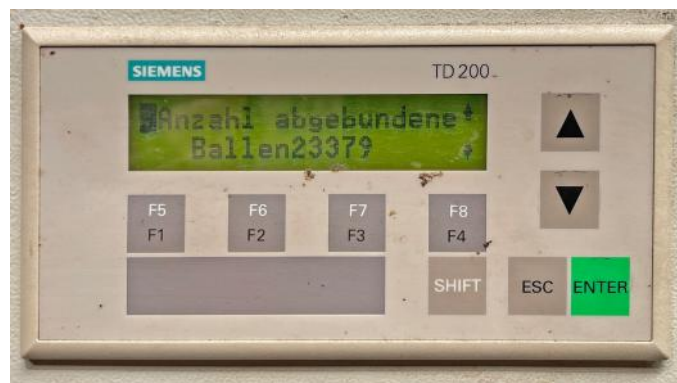 SIEMENS TD 200
Anzahl abgebundene
Ballen23379
F5 F6 F7 F8
F1 F2 F3 F4
SHIFT ESC ENTER